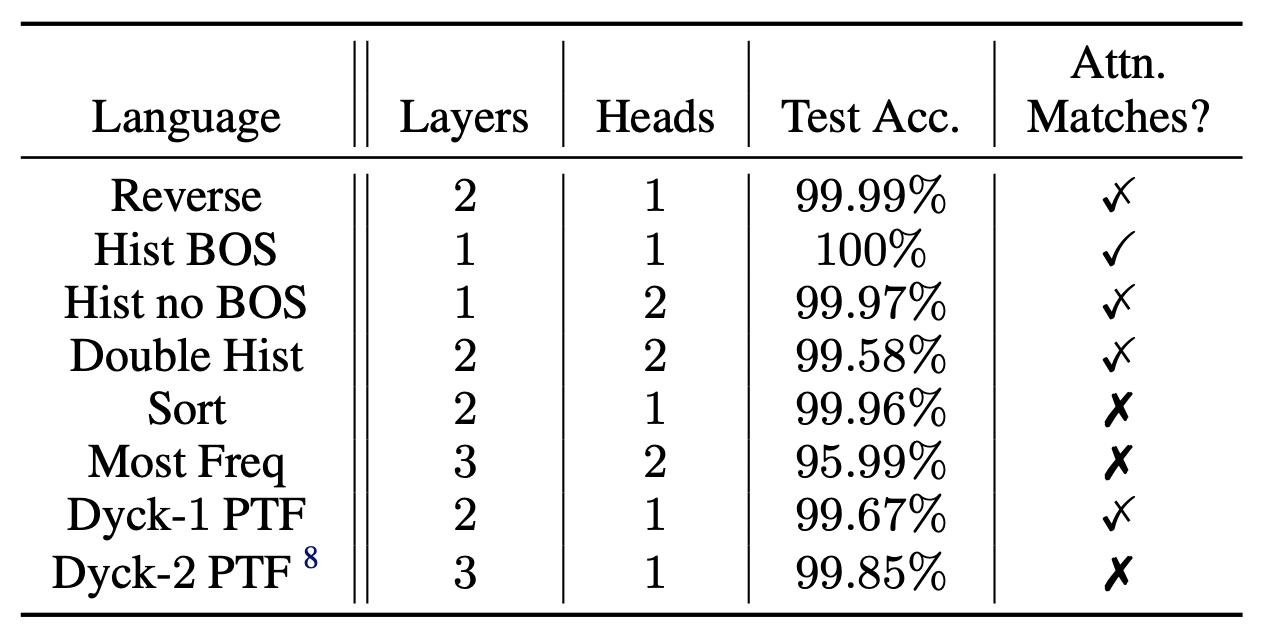 Language Layers Heads Test Acc. Attn. Matches?
Reverse 2 1 99.99% ✓✗
Hist BOS 1 1 100% ✓
Hist no BOS 1 2 99.97% ✓✗
Double Hist 2 2 99.58% ✓✗
Sort 2 1 99.96% ✗
Most Freq 3 2 95.99% ✗
Dyck-1 PTF 2 1 99.67% ✓✗
Dyck-2 PTF 8 3 1 99.85% ✗